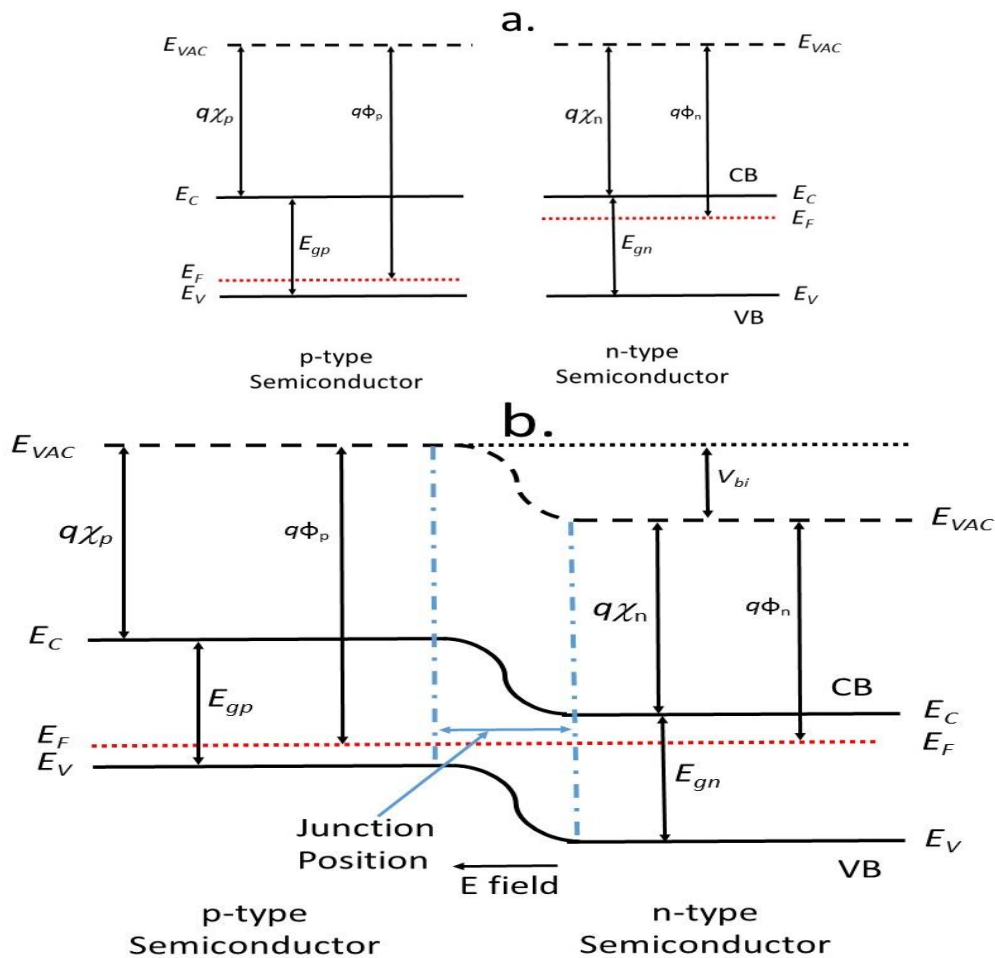 a.
E_VAC
E_VAC
qχ_p
qΦ_p
qχ_n
qΦ_n
CB
E_C
E_C
E_F
E_gp
E_gn
E_F
E_V
E_V
VB
p-type
Semiconductor
n-type
Semiconductor
b.
E_VAC
V_bi
E_VAC
qχ_p
qΦ_p
qχ_n
qΦ_n
E_C
CB
E_gp
E_C
E_F
E_F
E_V
E_gn
Junction
Position
E_V
VB
E field
p-type
Semiconductor
n-type
Semiconductor